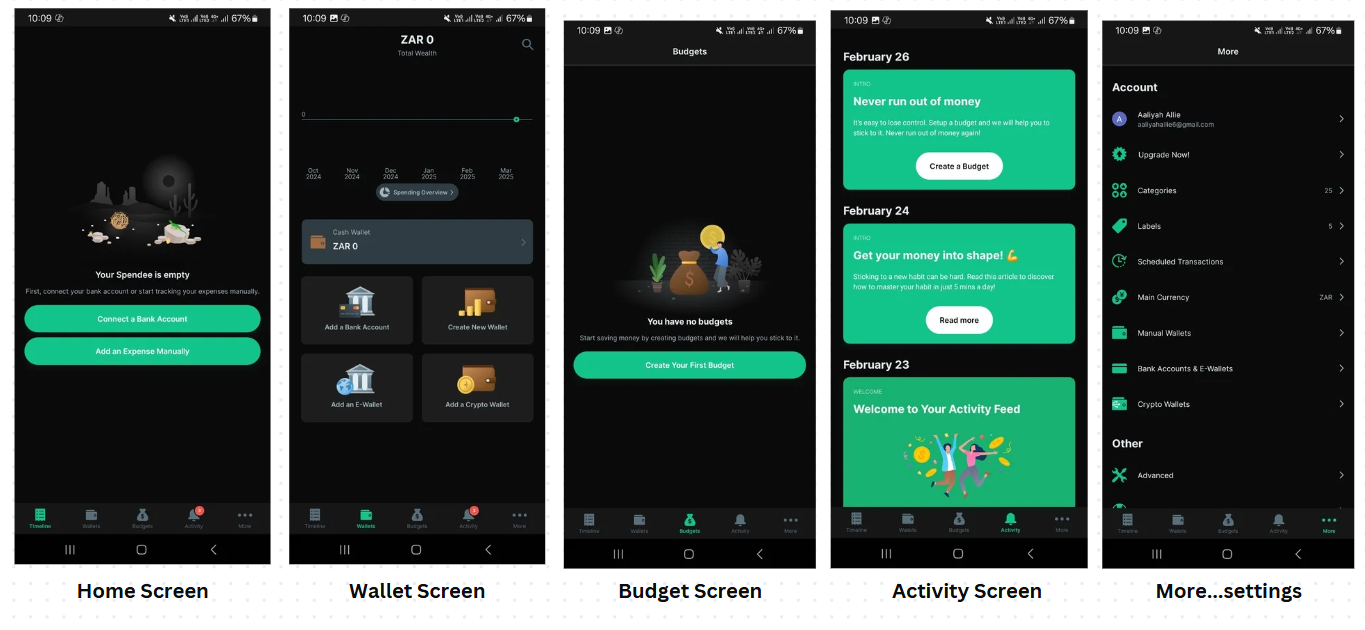 10:09
67%
Your Spendee is empty
First, connect your bank account or start tracking your expenses manually.
Connect a Bank Account
Add an Expense Manually
Timeline
Wallets
Budgets
3
Activity
More
Home Screen
10:09
67%
ZAR 0
Total Wealth
0
Oct 2024
Nov 2024
Dec 2024
Jan 2025
Feb 2025
Mar 2025
Spending Overview
Cash Wallet
ZAR 0
Add a Bank Account
Create New Wallet
Add an E-Wallet
Add a Crypto Wallet
Timeline
Wallets
Budgets
3
Activity
More
Wallet Screen
10:09
67%
Budgets
You have no budgets
Start saving money by creating budgets and we will help you stick to it.
Create Your First Budget
Timeline
Wallets
Budgets
Activity
More
Budget Screen
10:09
67%
February 26
INTRO
Never run out of money
It's easy to lose control. Setup a budget and we will help you to
stick to it. Never run out of money again!
Create a Budget
February 24
INTRO
Get your money into shape! 💪
Sticking to a new habit can be hard. Read this article to discover
how to master your habit in just 5 mins a day!
Read more
February 23
WELCOME
Welcome to Your Activity Feed
Timeline
Wallets
Budgets
Activity
More
Activity Screen
10:09
67%
More
Account
A
Aaliyah Allie
aaliyahallie6@gmail.com
Upgrade Now!
Categories 25
Labels 5
Scheduled Transactions
Main Currency ZAR
Manual Wallets
Bank Accounts & E-Wallets
Crypto Wallets
Other
Advanced
Timeline
Wallets
Budgets
Activity
More
More...settings